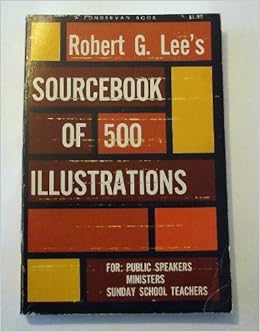 A ZONDERVAN BOOK
$1.95
Robert G. Lee's
SOURCEBOOK
OF 500
ILLUSTRATIONS
FOR: PUBLIC SPEAKERS
MINISTERS
SUNDAY SCHOOL TEACHERS